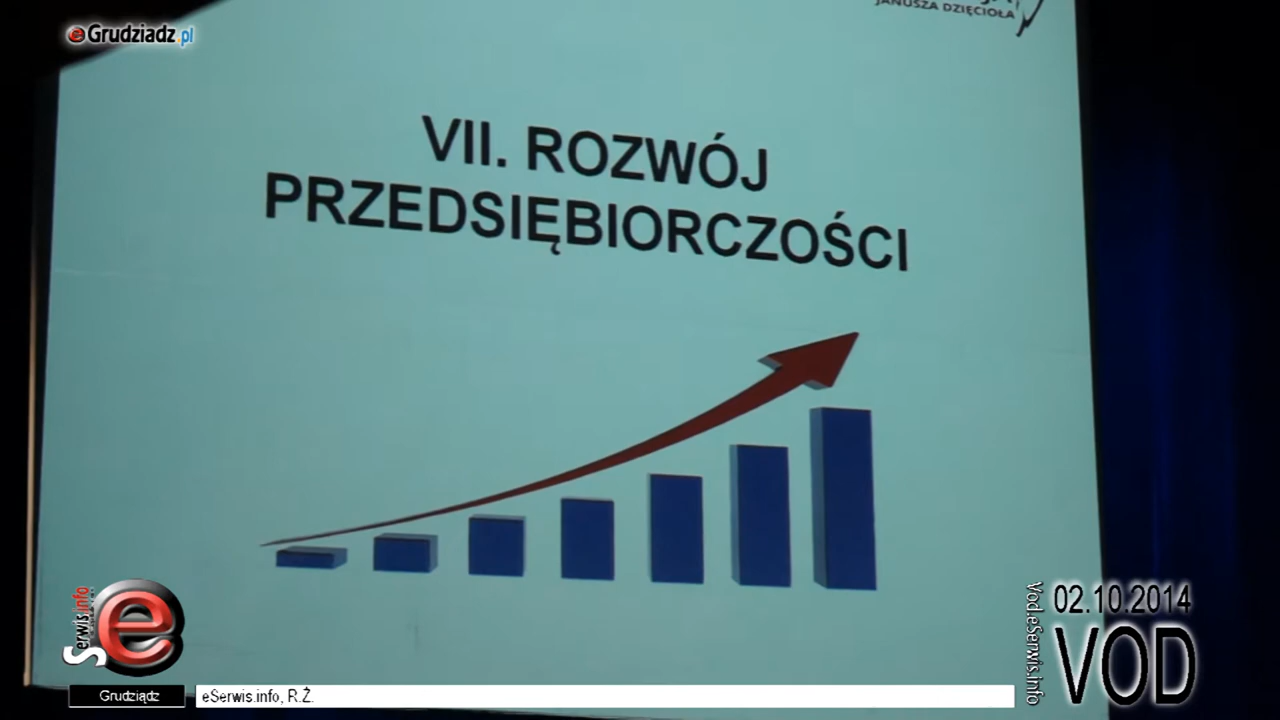 eGrudziadz.pl
JANUSZA DZIĘCIOŁA
VII. ROZWÓJ
PRZEDSIĘBIORCZOŚCI
Serwis.info
e
02.10.2014
VOD
Vod.eSerwis.Info
Grudziądz
eSerwis.info, R.Ż.